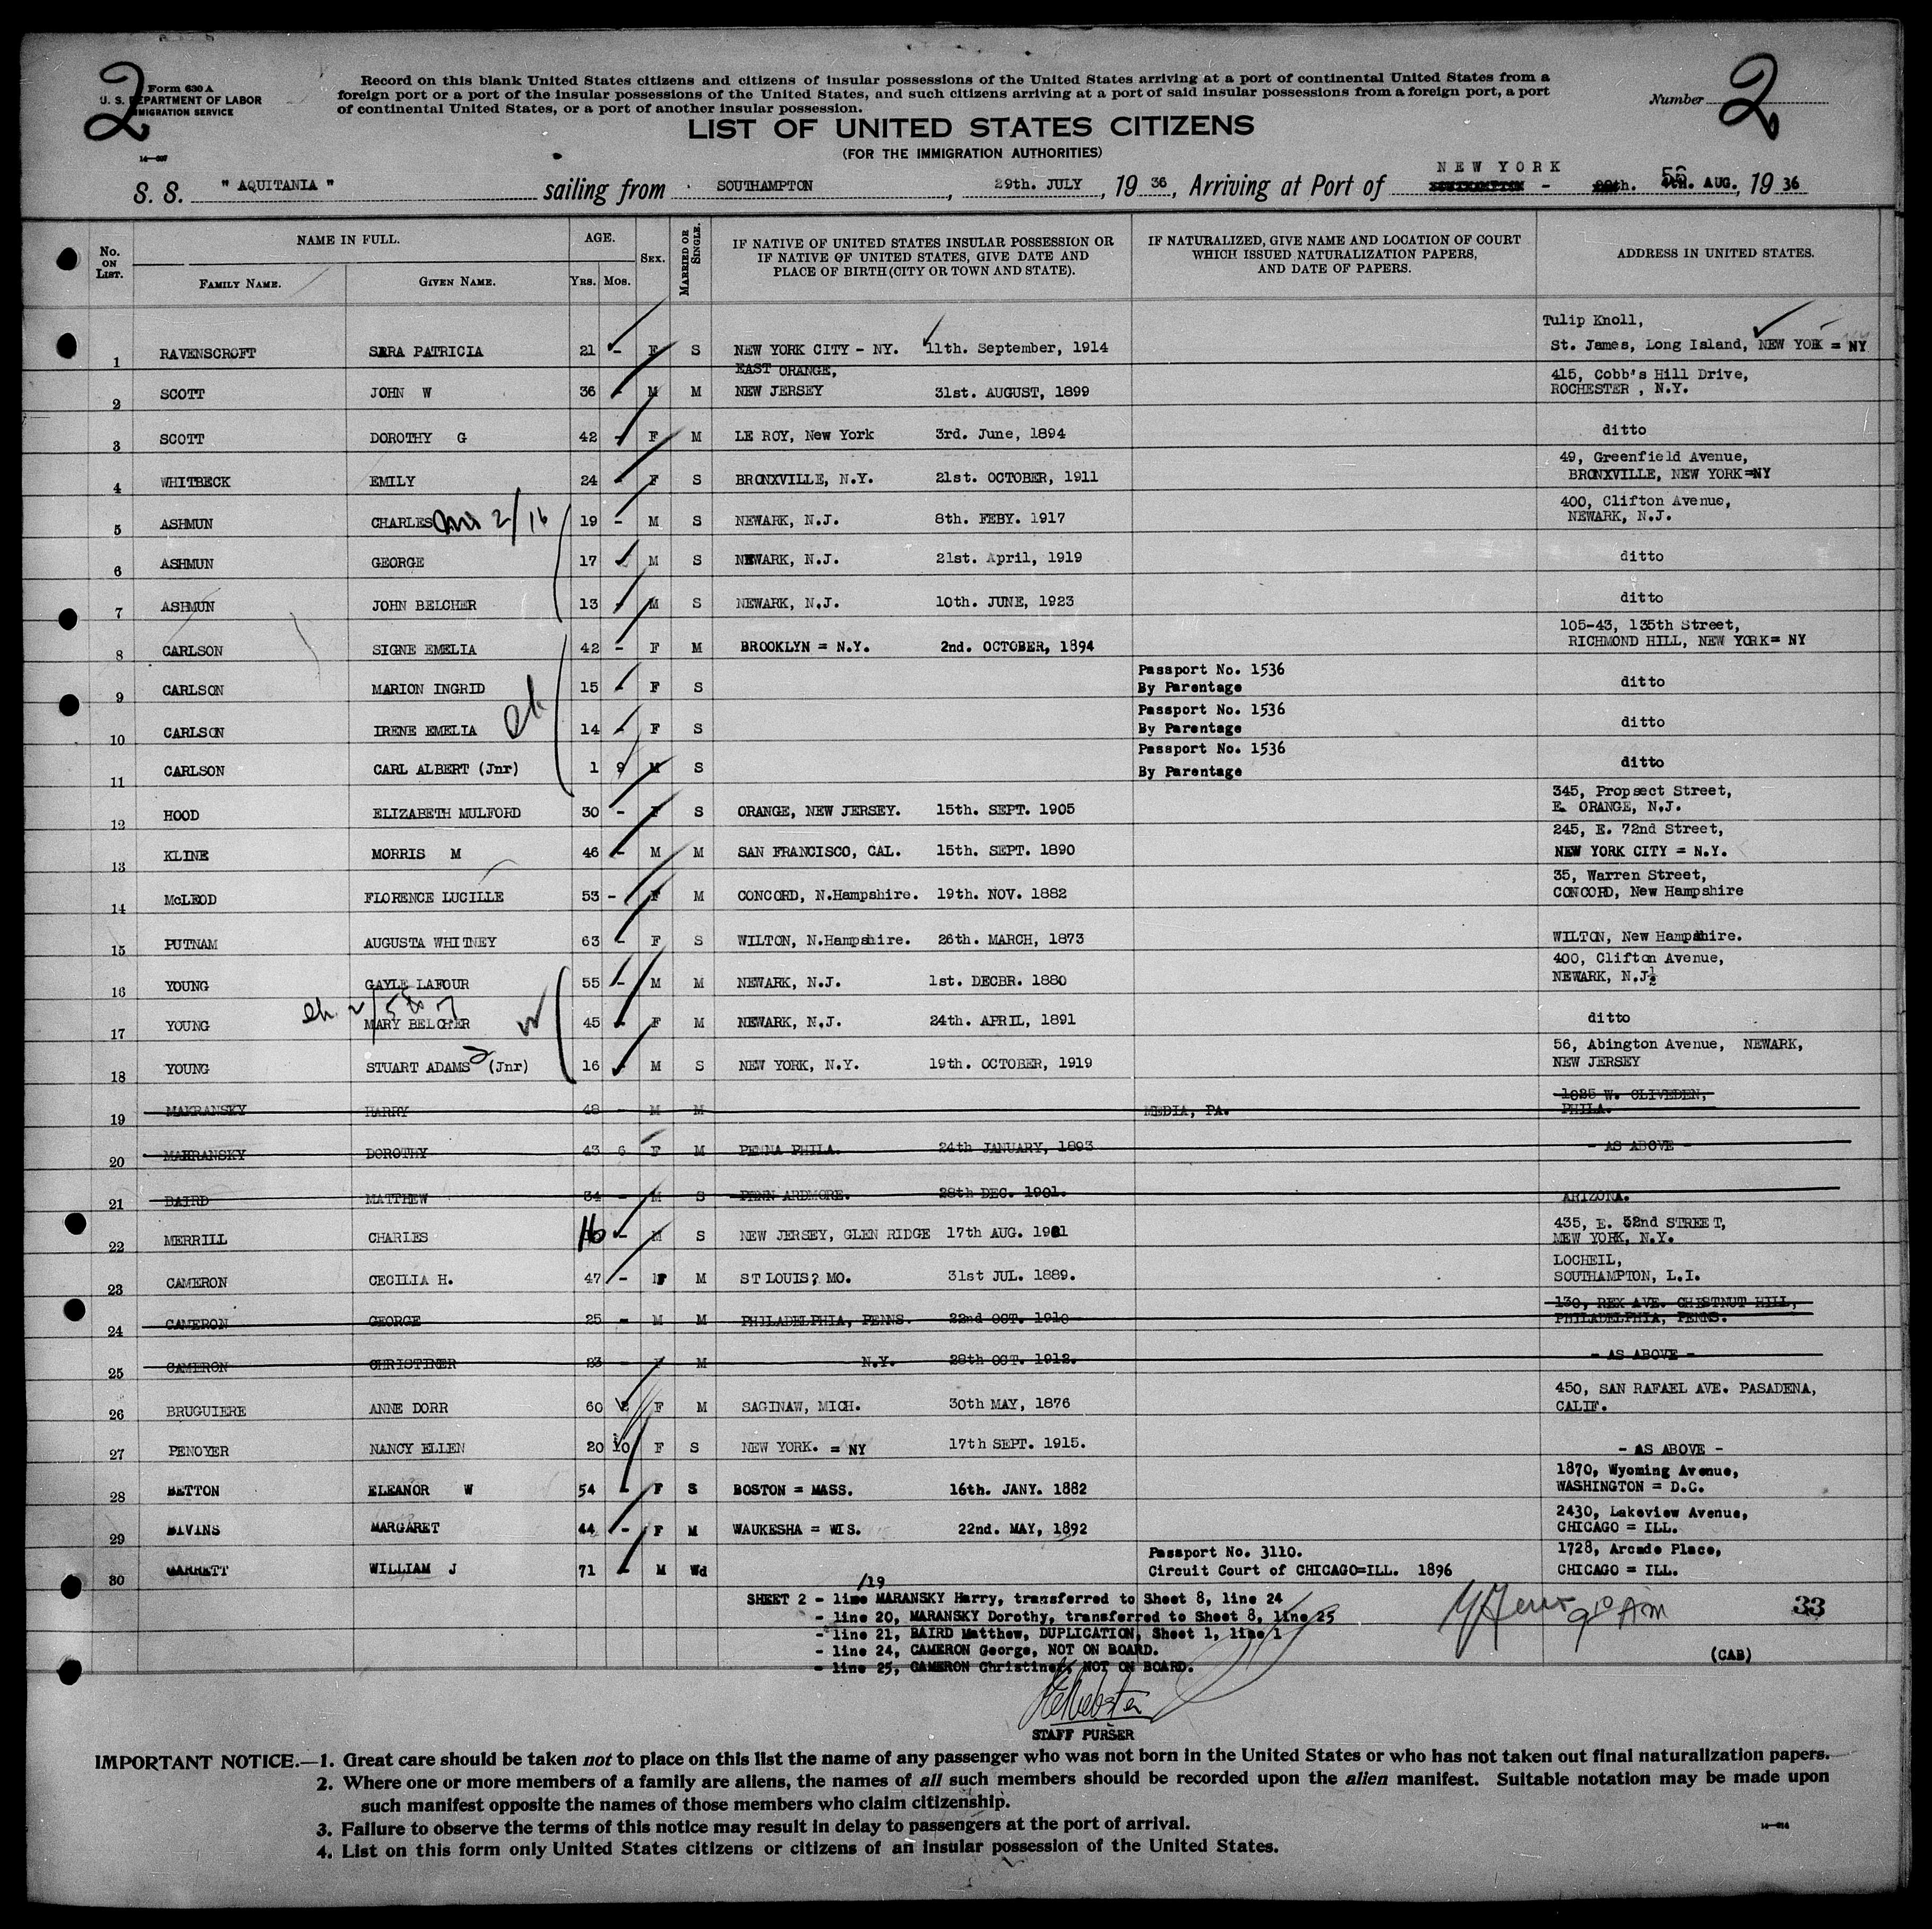 2
Form 630 A
U. S. DEPARTMENT OF LABOR
IMMIGRATION SERVICE
14—
Record on this blank United States citizens and citizens of insular possessions of the United States arriving at a port of continental United States from a
foreign port or a port of the insular possessions of the United States, and such citizens arriving at a port of said insular possessions from a foreign port, a port
of continental United States, or a port of another insular possession.
Number 2
LIST OF UNITED STATES CITIZENS
(FOR THE IMMIGRATION AUTHORITIES)
S. S. " AQUITANIA " sailing from SOUTHAMPTON, 29th. JULY, 19 36, Arriving at Port of NEW YORK SOUTHAMPTON - AUG., 19 36
No. ON LIST. NAME IN FULL. FAMILY NAME. GIVEN NAME. AGE. YRS. MOS. SEX. MARRIED OR SINGLE.
IF NATIVE OF UNITED STATES INSULAR POSSESSION OR
IF NATIVE OF UNITED STATES, GIVE DATE AND
PLACE OF BIRTH (CITY OR TOWN AND STATE).
IF NATURALIZED, GIVE NAME AND LOCATION OF COURT
WHICH ISSUED NATURALIZATION PAPERS,
AND DATE OF PAPERS.
ADDRESS IN UNITED STATES.
Tulip Knoll,
1 RAVENSCROFT SARA PATRICIA 21 - F S NEW YORK CITY - NY. 11th. September, 1914 St. James, Long Island, NEW YOK = NY
EAST ORANGE, 415, Cobb's Hill Drive,
2 SCOTT JOHN W 36 - M M NEW JERSEY 31st. AUGUST, 1899 ROCHESTER , N.Y.
3 SCOTT DOROTHY G 42 - F M LE ROY, New York 3rd. June, 1894 ditto
49, Greenfield Avenue,
4 WHITBECK EMILY 24 - F S BRONXVILLE, N.Y. 21st. OCTOBER, 1911 BRONXVILLE, NEW YORK=NY
400, Clifton Avenue,
5 ASHMUN CHARLES 2/16 19 - M S NEWARK, N.J. 8th. FEBY. 1917 NEWARK, N.J.
6 ASHMUN GEORGE 17 - M S NEWARK, N.J. 21st. April, 1919 ditto
7 ASHMUN JOHN BELCHER 13 - M S NEWARK, N.J. 10th. JUNE, 1923 ditto
105-43, 135th Street,
8 CARLSON SIGNE EMELIA 42 - F M BROOKLYN = N.Y. 2nd. OCTOBER, 1894 RICHMOND HILL, NEW YORK= NY
Passport No. 1536
9 CARLSON MARION INGRID 15 - F S By Parentage ditto
Passport No. 1536
10 CARLSON IRENE EMELIA 14 - F S By Parentage ditto
Passport No. 1536
11 CARLSON CARL ALBERT (Jnr) 1 9 M S By Parentage ditto
345, Propsect Street,
12 HOOD ELIZABETH MULFORD 30 - F S ORANGE, NEW JERSEY. 15th. SEPT. 1905 E. ORANGE, N.J.
245, E. 72nd Street,
13 KLINE MORRIS M 46 - M M SAN FRANCISCO, CAL. 15th. SEPT. 1890 NEW YORK CITY = N.Y.
35, Warren Street,
14 McLEOD FLORENCE LUCILLE 53 - F M CONCORD, N.Hampshire. 19th. NOV. 1882 CONCORD, New Hampshire
15 PUTNAM AUGUSTA WHITNEY 63 - F S WILTON, N.Hampshire. 26th. MARCH, 1873 WILTON, New Hampshire.
400, Clifton Avenue,
16 YOUNG GAYLE LAFOUR 55 - M M NEWARK, N.J. 1st. DECBR. 1880 NEWARK, N.J½
17 YOUNG MARY BELCHER 45 - F M NEWARK, N.J. 24th. APRIL, 1891 ditto
56, Abington Avenue, NEWARK,
18 YOUNG STUART ADAMS (Jnr) 16 - M S NEW YORK, N.Y. 19th. OCTOBER, 1919 NEW JERSEY
1025 W. CLIVEDEN,
19 MAKRANSKY HARRY 48 - M M MEDIA, PA. PHILA.
20 MAKRANSKY DOROTHY 43 6 F M PENNA PHILA. 24th JANUARY, 1893 - AS ABOVE -
21 BAIRD MATTHEW 34 - M S PENN ARDMORE. 28th DEC. 1901. ARIZONA.
435, E. 52nd STREET,
22 MERRILL CHARLES 16 - M S NEW JERSEY, GLEN RIDGE 17th AUG. MEW YORK, N.Y.
LOCHEIL,
23 CAMERON CECILIA H. 47 - F M ST LOUIS? MO. 31st JUL. 1889. SOUTHAMPTON, L.I.
130, REX AVE. CHESTNUT HILL,
24 CAMERON GEORGE 25 - M M PHILADELPHIA, PENNS. 22nd OCT. 1910 PHILADELPHIA, PENNS.
25 CAMERON CHRISTINER 23 - F M N.Y. 28th OCT. 1912. - AS ABOVE -
450, SAN RAFAEL AVE. PASADENA,
26 BRUGUIERE ANNE DORR 60 2 F M SAGINAW, MICH. 30th MAY, 1876 CALIF.
27 PENOYER NANCY ELLEN 20 10 F S NEW YORK. = NY 17th SEPT. 1915. - AS ABOVE -
1870, Wyoming Avenue,
28 BETTON ELEANOR W 54 - F S BOSTON = MASS. 16th. JANY. 1882 WASHINGTON = D.C.
2430, Lakeview Avenue,
29 BIVINS MARGARET 44 - F M WAUKESHA = WIS. 22nd. MAY, 1892 CHICAGO = ILL.
Passport No. 3110. 1728, Arcade Place,
30 GARRETT WILLIAM J 71 - M Wd Circuit Court of CHICAGO=ILL. 1896 CHICAGO = ILL.
/19
SHEET 2 - line MARANSKY Harry, transferred to Sheet 8, line 24
- line 20, MARANSKY Dorothy, transferred to Sheet 8, line 25
- line 21, BAIRD Matthew, DUPLICATION, Sheet 1, line 1
- line 24, CAMERON George, NOT ON BOARD.
- line 25, CAMERON Christiner, NOT ON BOARD.
9 10 AM
33
(CAB)
STAFF PURSER
IMPORTANT NOTICE.—1. Great care should be taken not to place on this list the name of any passenger who was not born in the United States or who has not taken out final naturalization papers.
2. Where one or more members of a family are aliens, the names of all such members should be recorded upon the alien manifest. Suitable notation may be made upon
such manifest opposite the names of those members who claim citizenship.
3. Failure to observe the terms of this notice may result in delay to passengers at the port of arrival.
4. List on this form only United States citizens or citizens of an insular possession of the United States.